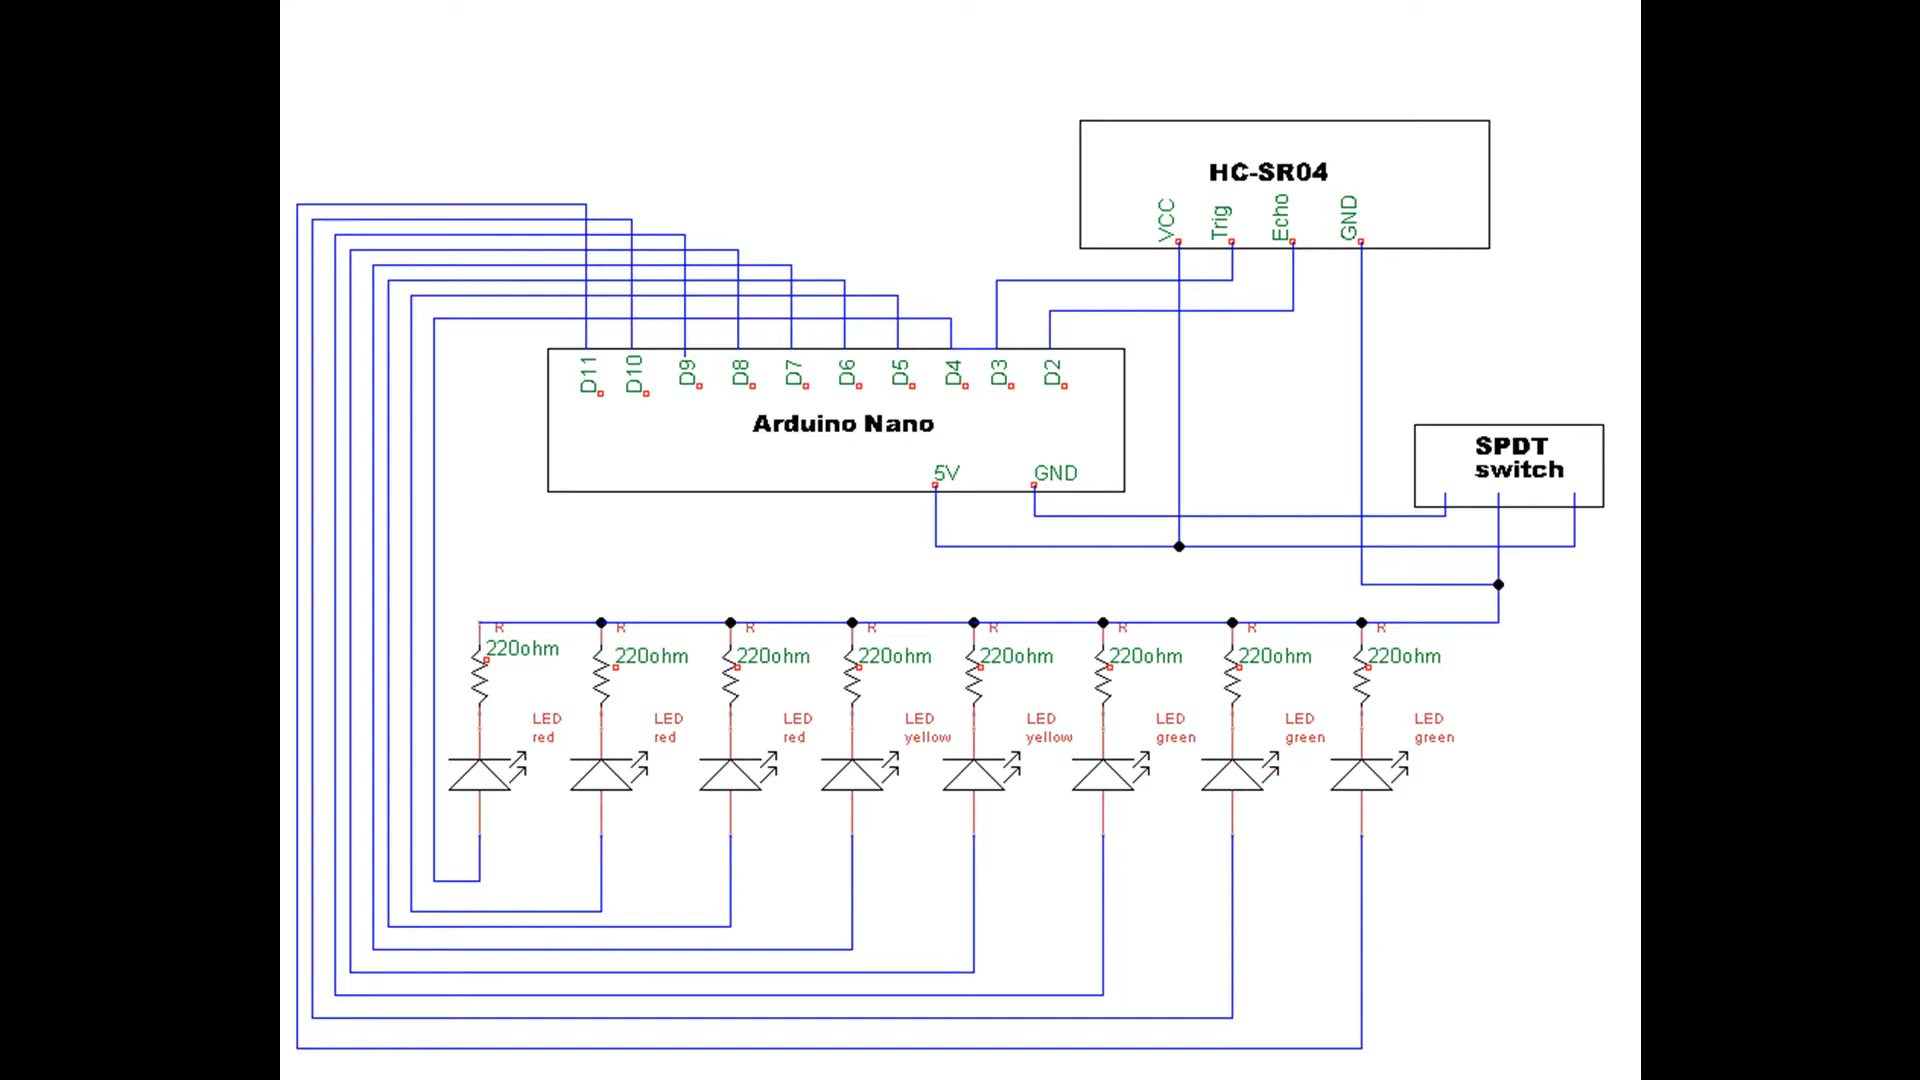 HC-SR04
VCC
Trig
Echo
GND
D11
D10
D9
D8
D7
D6
D5
D4
D3
D2
Arduino Nano
5V
GND
SPDT
switch
R
R
R
R
R
R
R
R
220ohm
220ohm
220ohm
220ohm
220ohm
220ohm
220ohm
220ohm
LED
red
LED
red
LED
red
LED
yellow
LED
yellow
LED
green
LED
green
LED
green